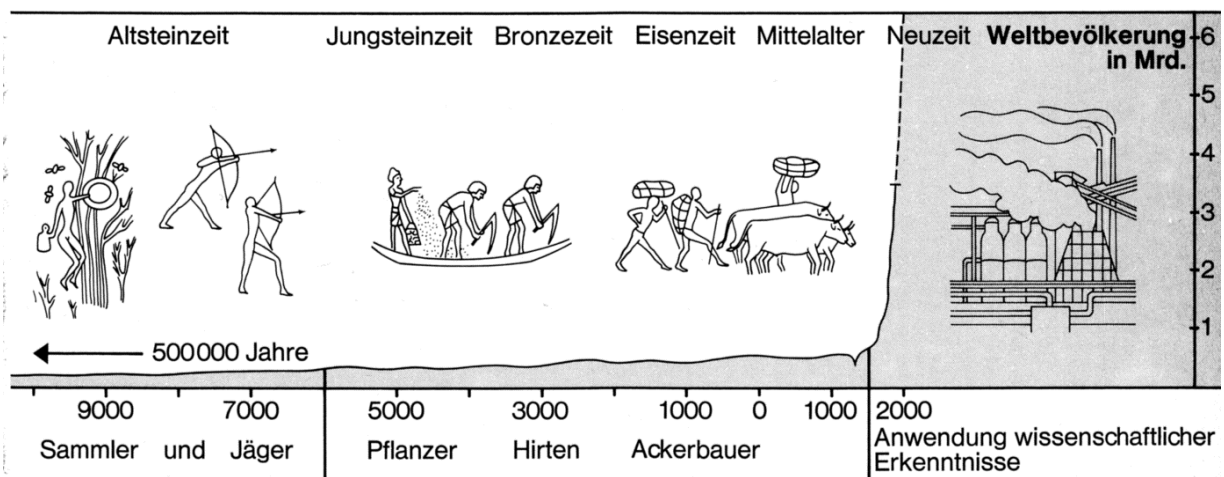 Altsteinzeit Jungsteinzeit Bronzezeit Eisenzeit Mittelalter Neuzeit Weltbevölkerung
in Mrd.
6
5
4
3
2
1
500000 Jahre
9000 7000 5000 3000 1000 0 1000 2000
Sammler und Jäger Pflanzer Hirten Ackerbauer Anwendung wissenschaftlicher
Erkenntnisse